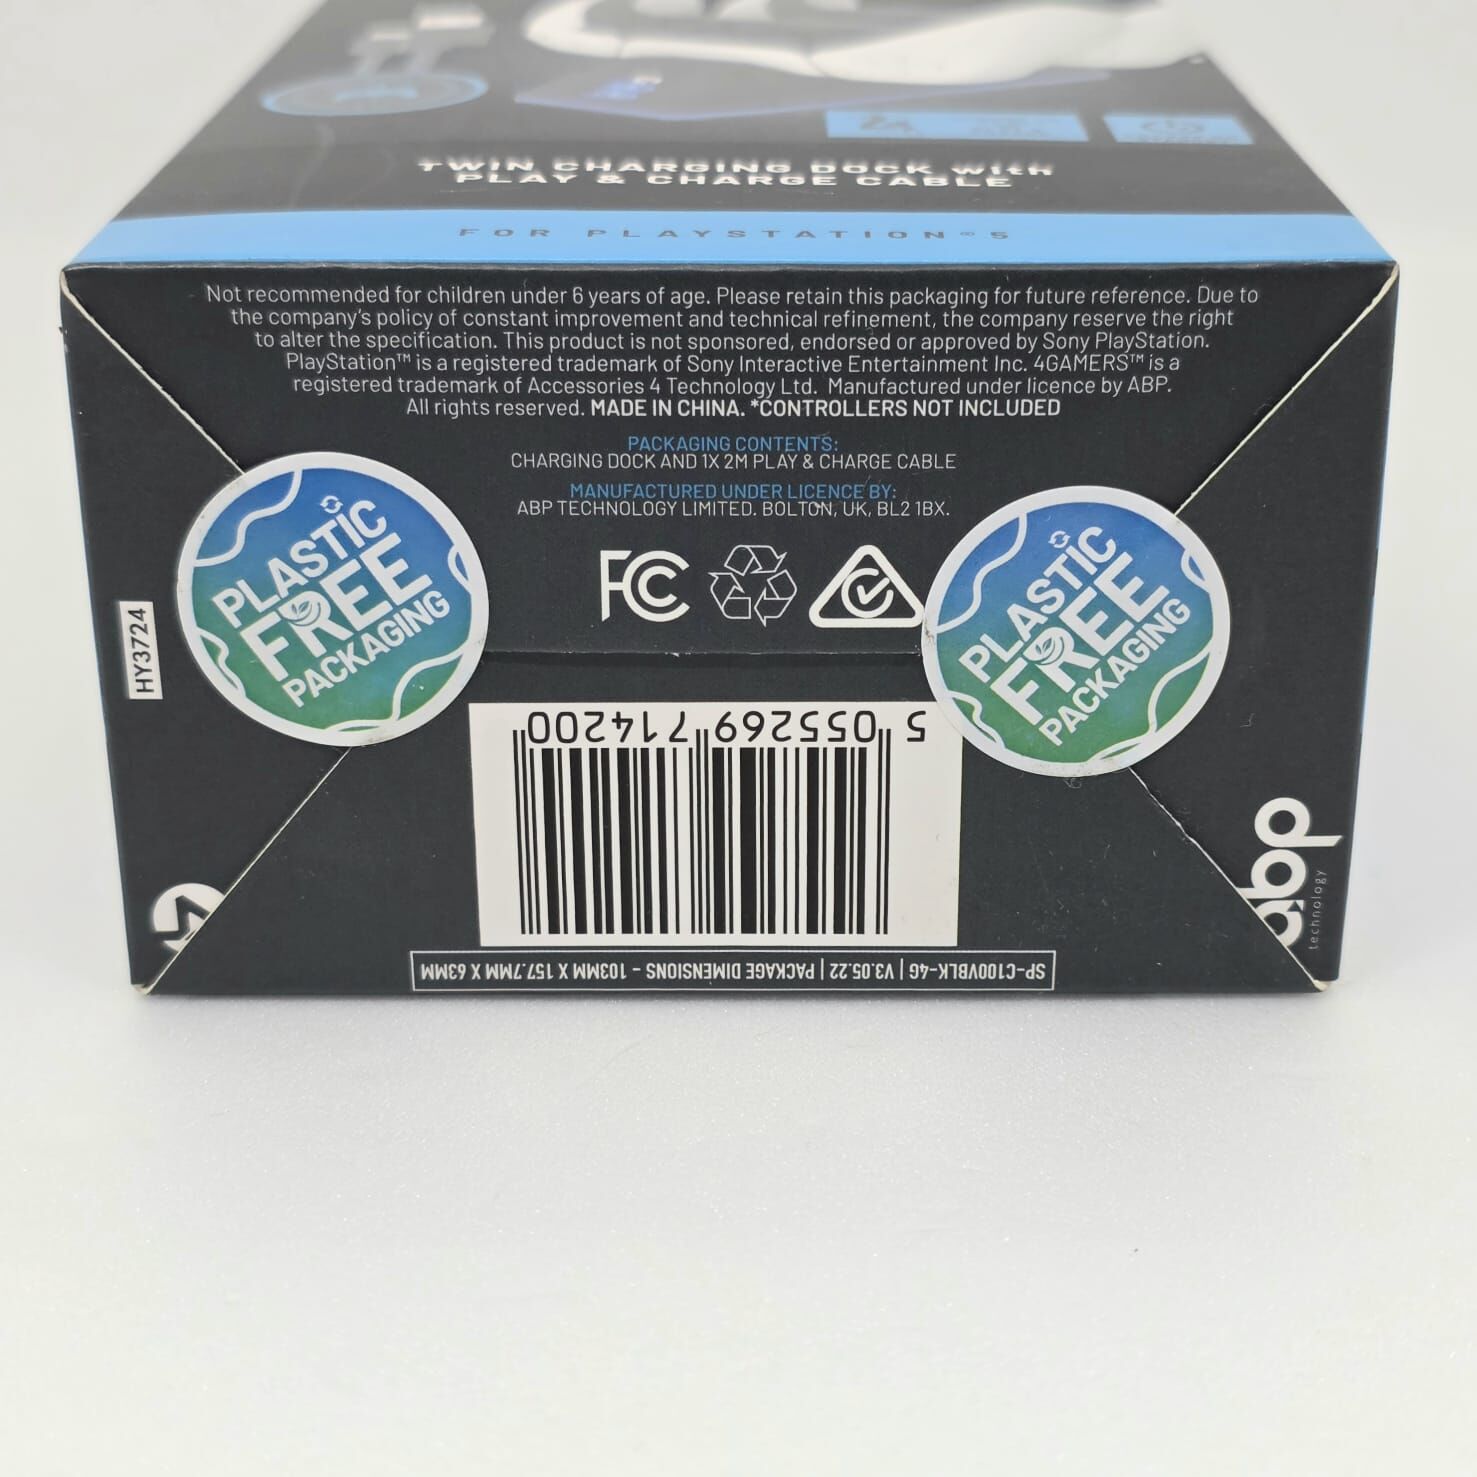 TWIN CHARGING DOCK with
PLAY & CHARGE CABLE
FOR PLAYSTATION®5
Not recommended for children under 6 years of age. Please retain this packaging for future reference. Due to
the company's policy of constant improvement and technical refinement, the company reserve the right
to alter the specification. This product is not sponsored, endorsed or approved by Sony PlayStation.
PlayStation™ is a registered trademark of Sony Interactive Entertainment Inc. 4GAMERS™ is a
registered trademark of Accessories 4 Technology Ltd. Manufactured under licence by ABP.
All rights reserved. MADE IN CHINA. *CONTROLLERS NOT INCLUDED
PACKAGING CONTENTS:
CHARGING DOCK AND 1X 2M PLAY & CHARGE CABLE
MANUFACTURED UNDER LICENCE BY:
ABP TECHNOLOGY LIMITED. BOLTON, UK, BL2 1BX.
FC
PLASTIC
FREE
PACKAGING
PLASTIC
FREE
PACKAGING
HY3724
5 055269 714200
abp
technology
SP-C100VBLK-4G | V3.05.22 | PACKAGE DIMENSIONS - 103MM X 157.7MM X 63MM